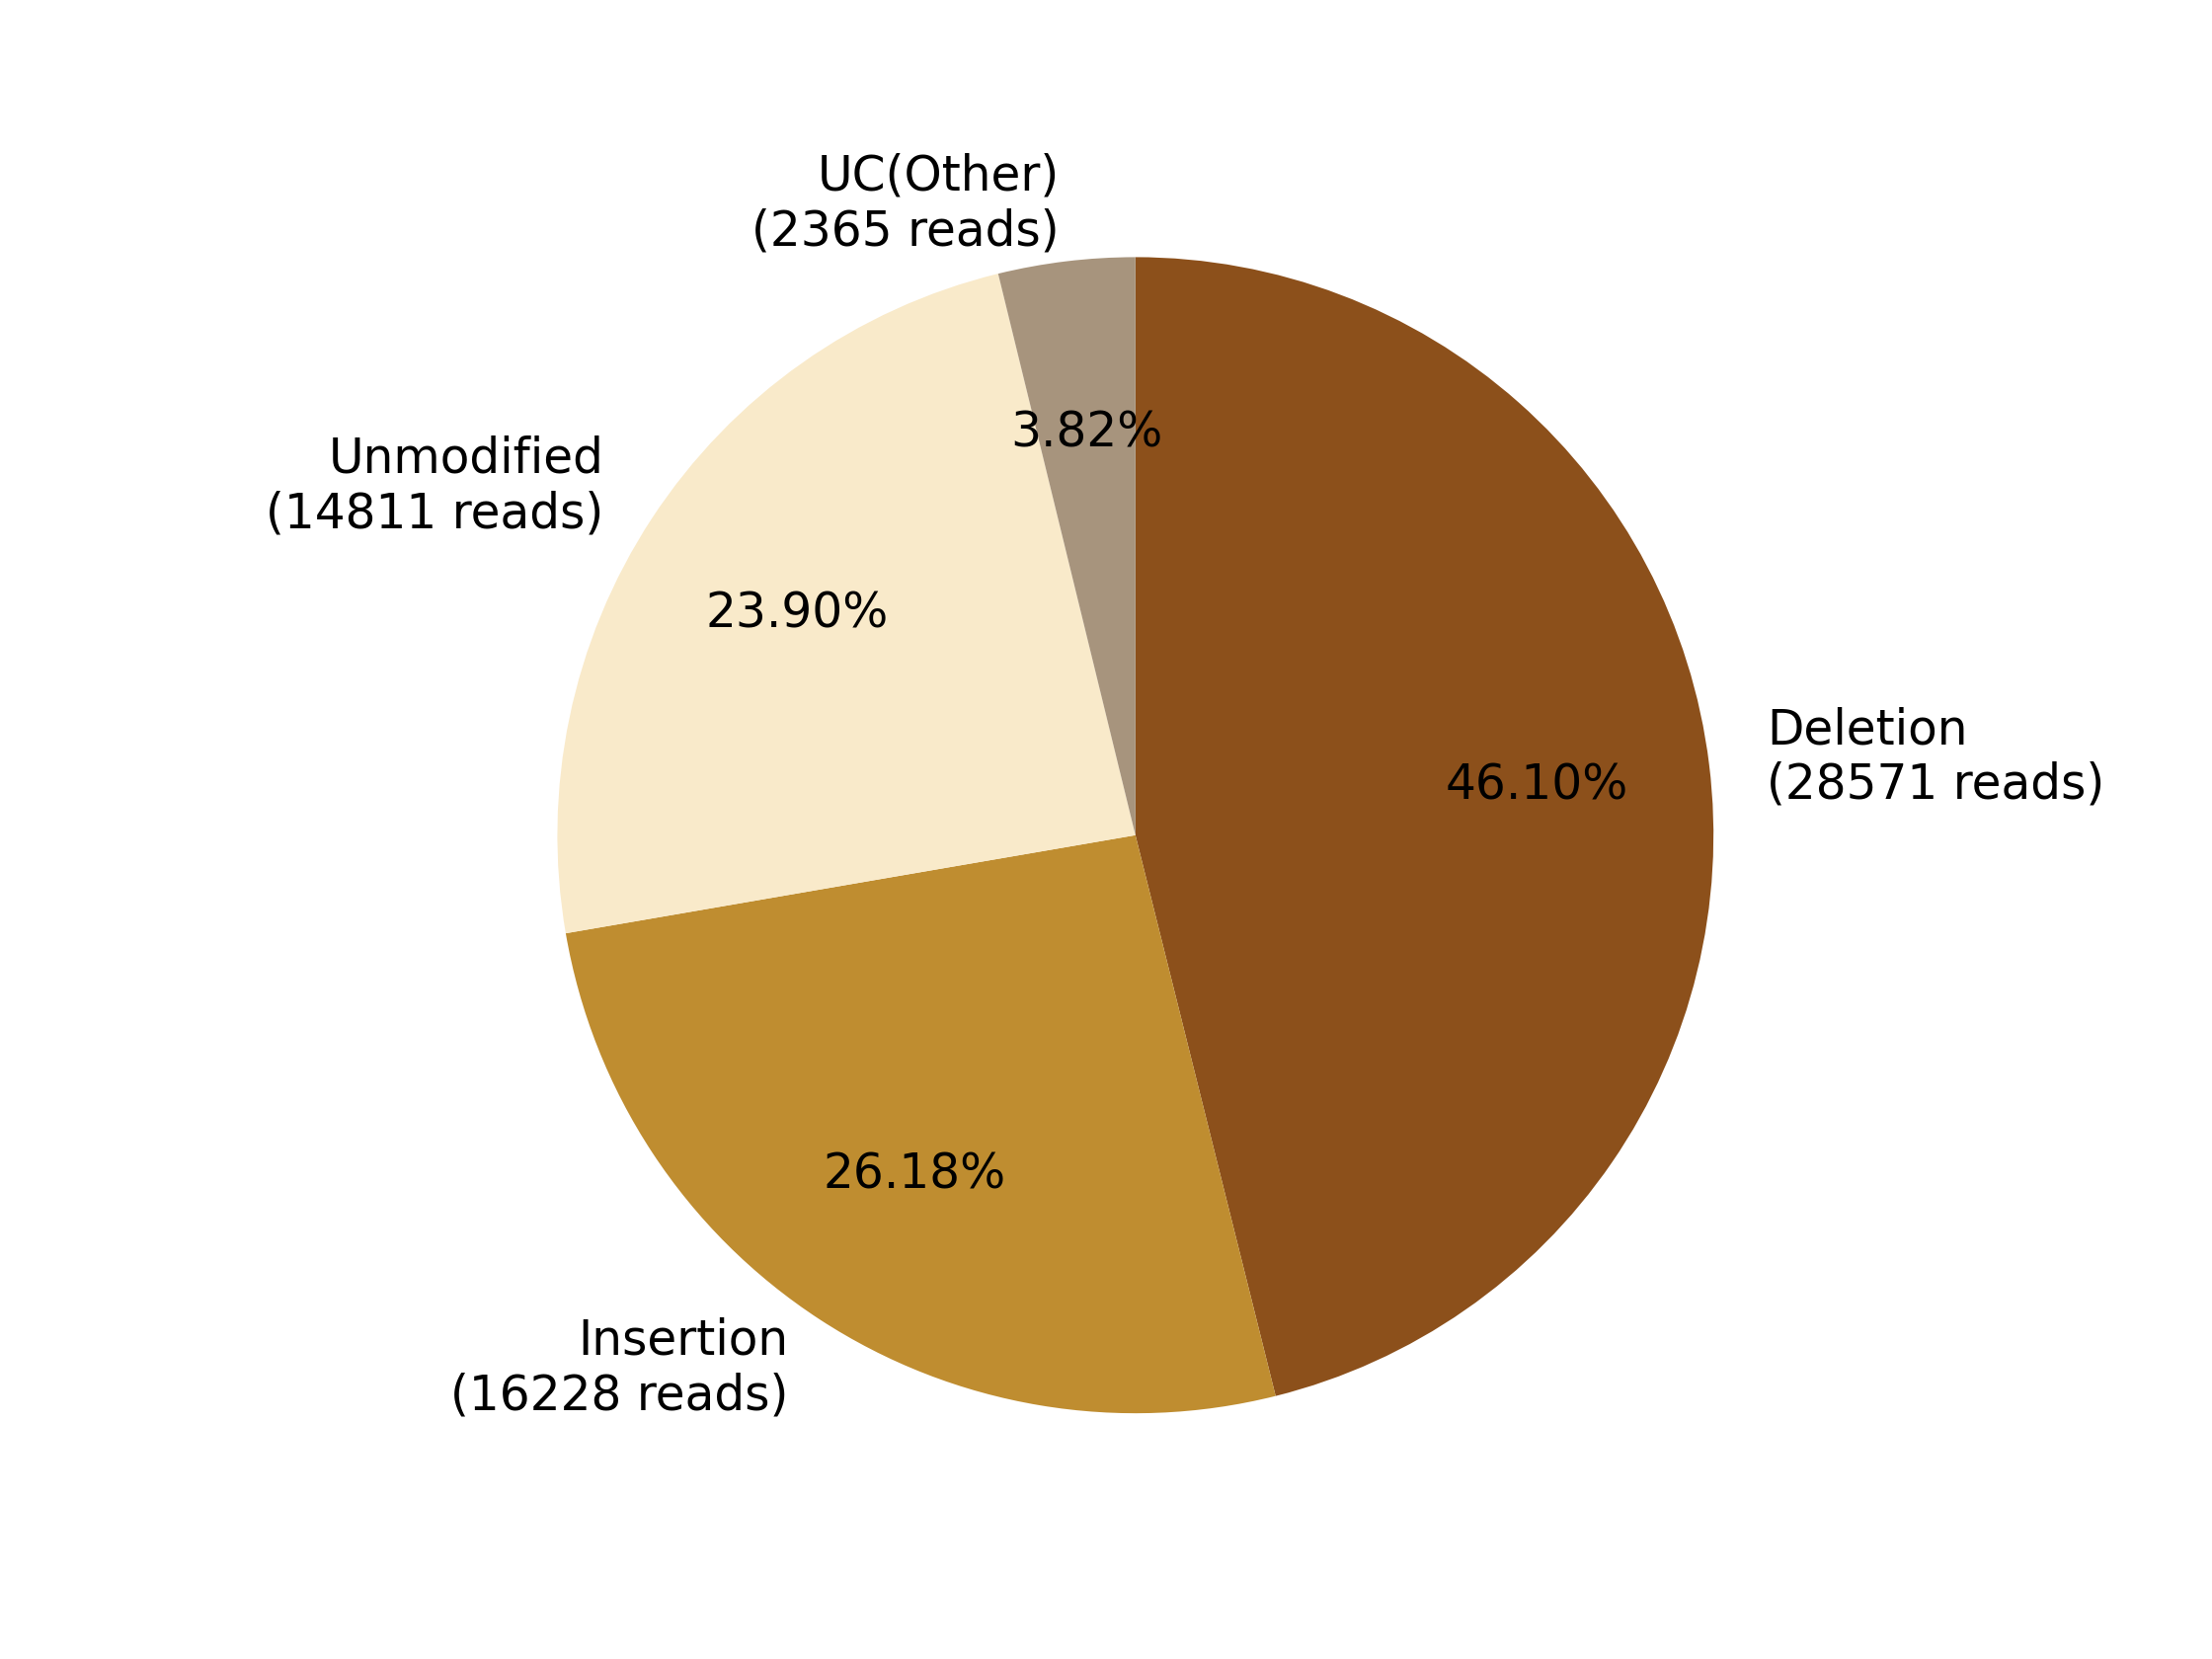 UC(Other)
(2365 reads)
3.82%
Unmodified
(14811 reads)
23.90%
Deletion
(28571 reads)
46.10%
26.18%
Insertion
(16228 reads)